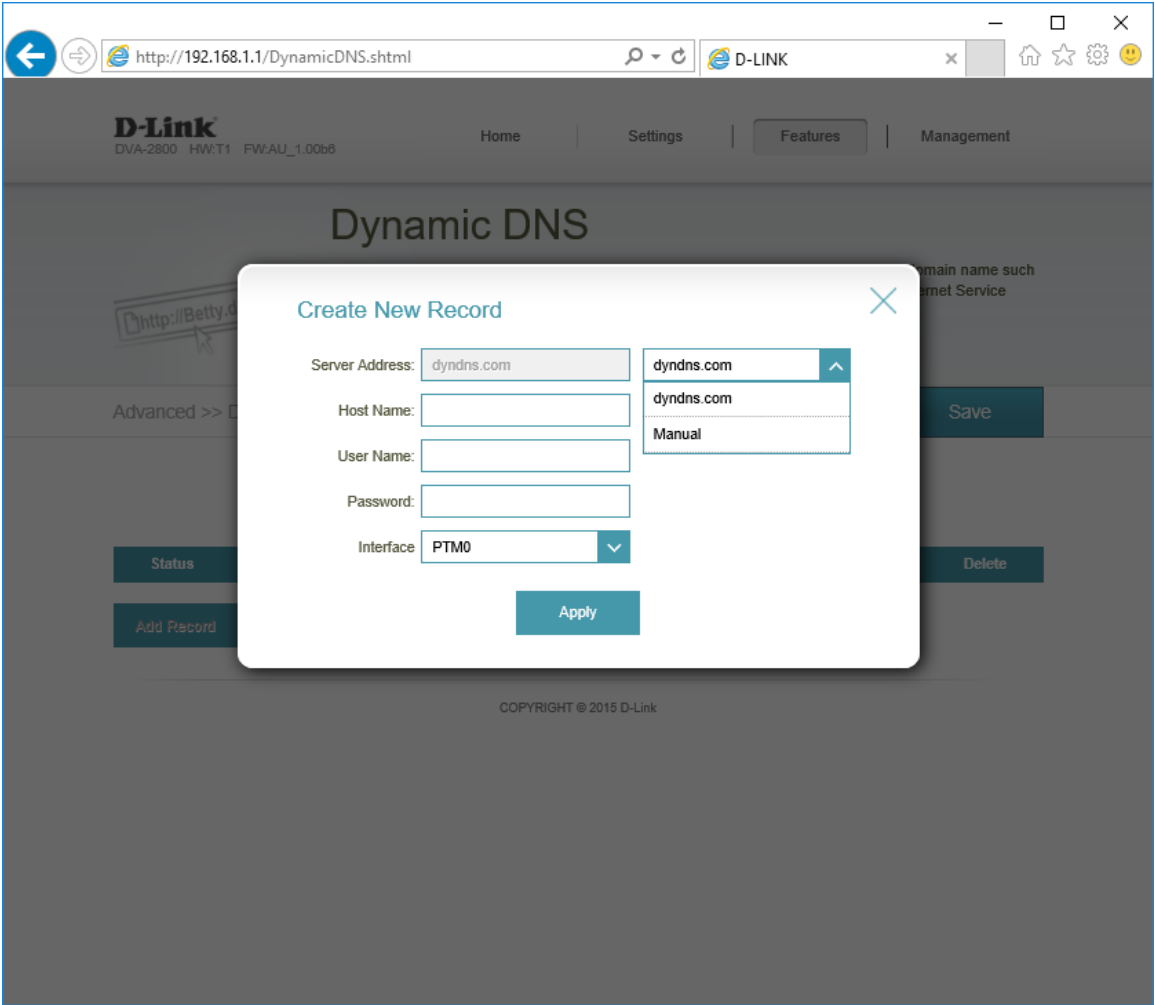 http://192.168.1.1/DynamicDNS.shtml
D-LINK
D-Link
DVA-2800 HW:T1 FW:AU_1.00b6
Home
Settings
Features
Management
Dynamic DNS
omain name such
ernet Service
http://Betty.d
Create New Record
Server Address:
dyndns.com
dyndns.com
dyndns.com
Manual
Host Name:
User Name:
Password:
Interface
PTM0
Apply
Advanced >> D
Save
Status
Delete
Add Record
COPYRIGHT © 2015 D-Link